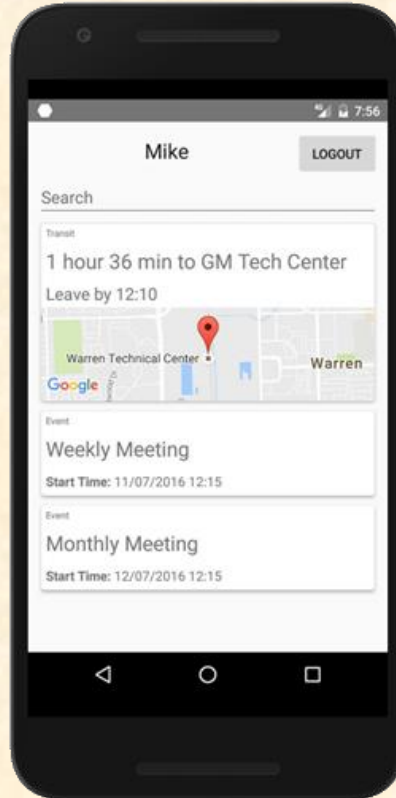 4G 7:56
Mike
LOGOUT
Search
Transit
1 hour 36 min to GM Tech Center
Leave by 12:10
Warren Technical Center
Warren
Google
Event
Weekly Meeting
Start Time: 11/07/2016 12:15
Event
Monthly Meeting
Start Time: 12/07/2016 12:15